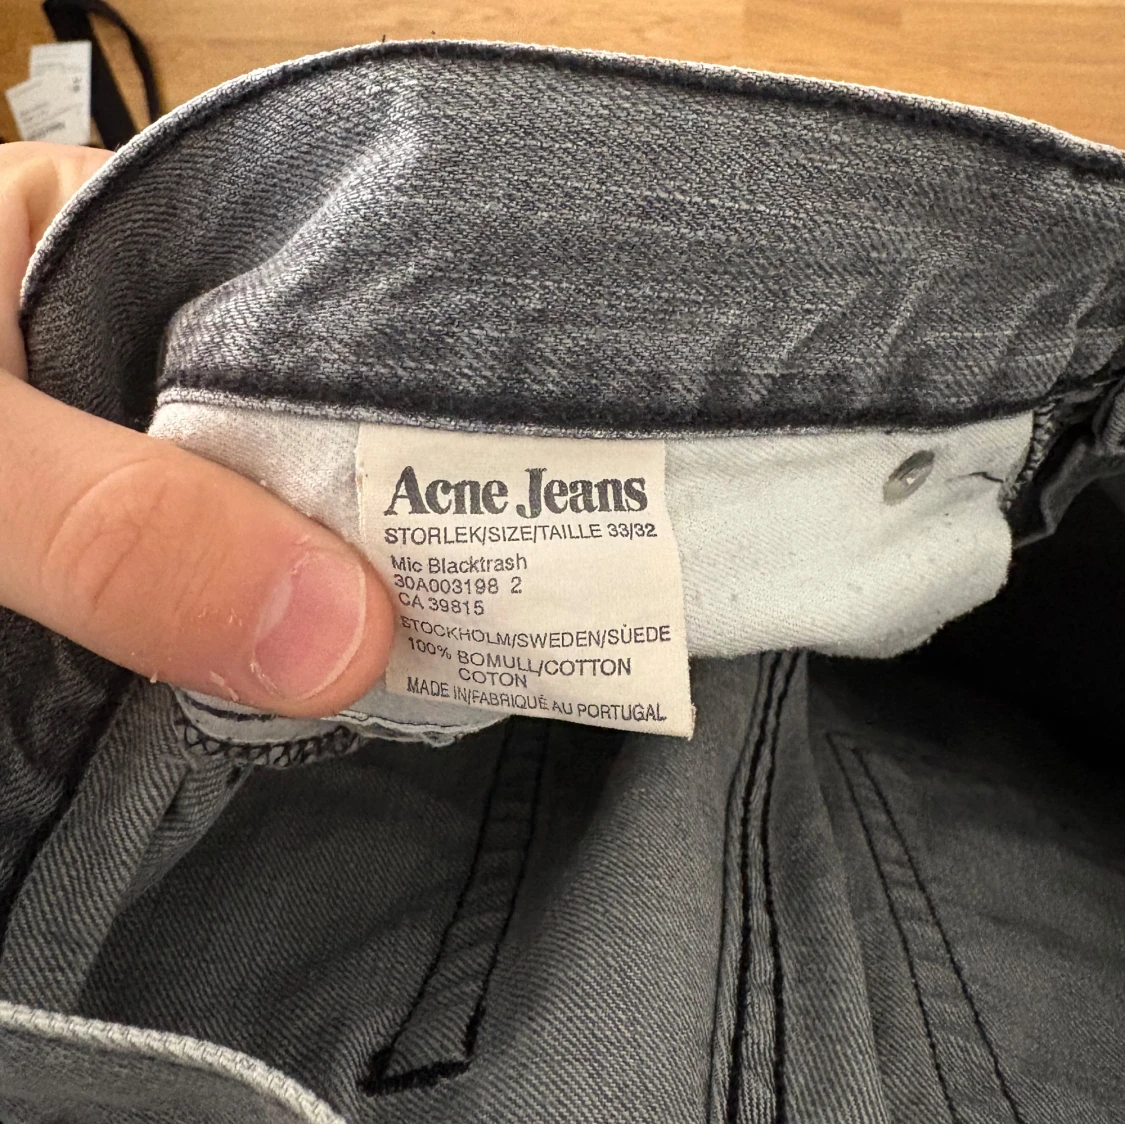 Acne Jeans
STORLEK/SIZE/TAILLE 33/32
Mic Blacktrash
30A003198 2
CA 39815
STOCKHOLM/SWEDEN/SÙEDE
100% BOMULL/COTTON
COTON
MADE IN/FABRIQUÉ AU PORTUGAL